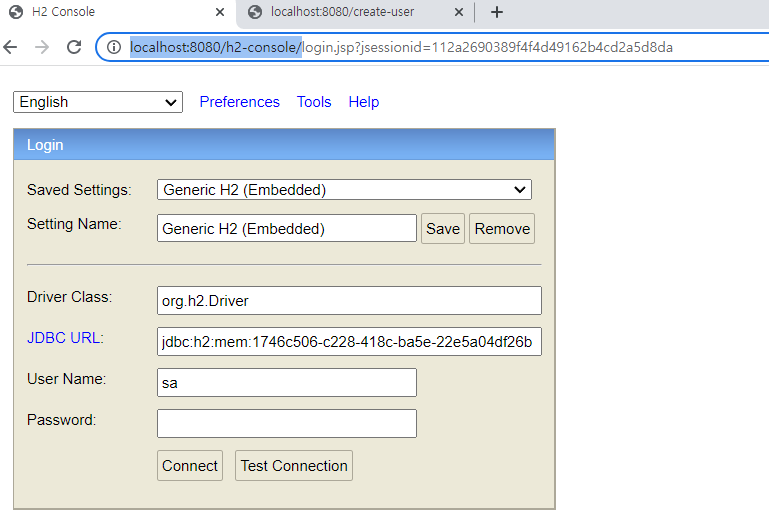 H2 Console
localhost:8080/create-user
localhost:8080/h2-console/login.jsp?jsessionid=112a2690389f4f4d49162b4cd2a5d8da
English Preferences Tools Help
Login
Saved Settings: Generic H2 (Embedded)
Setting Name: Generic H2 (Embedded) Save Remove
Driver Class: org.h2.Driver
JDBC URL: jdbc:h2:mem:1746c506-c228-418c-ba5e-22e5a04df26b
User Name: sa
Password:
Connect Test Connection